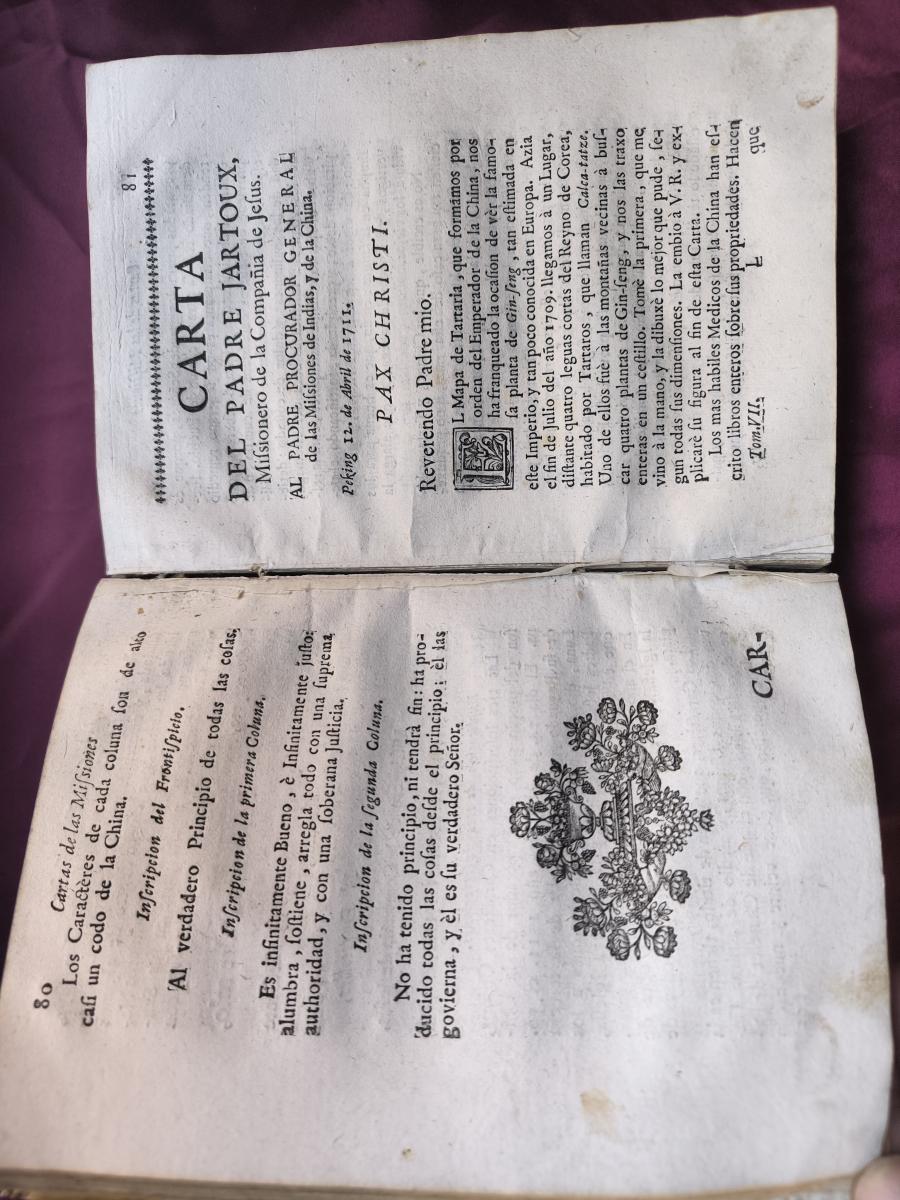 80
Cartas de las Miſsiones
Los Caractères de cada coluna ſon de alto
caſi un codo de la China.
Inſcripcion del Frontiſpicio.
Al verdadero Principio de todas las coſas.
Inſcripcion de la primera Coluna.
Es infinitamente Bueno, è Infinitamente juſto:
alumbra, ſoſtiene, arregla todo con una ſuprema
authoridad, y con una ſoberana Juſticia.
Inſcripcion de la ſegunda Coluna.
No ha tenido principio, ni tendrà fin: ha pro-
ducido todas las coſas deſde el principio: èl las
govierna, y èl es ſu verdadero Señor.
CAR-
81
CARTA
DEL PADRE JARTOUX,
Miſsionero de la Compañia de Jeſus.
AL PADRE PROCURADOR GENERAL
de las Miſsiones de Indias, y de la China.
Peking 12. de Abril de 1711.
PAX CHRISTI.
Reverendo Padre mio.
EL Mapa de Tartaria, que formámos por
orden del Emperador de la China, nos
ha franqueado la ocaſion de vèr la famo-
ſa planta de Gin-ſeng, tan eſtimada en
eſte Imperio, y tan poco conocida en Europa. Azia
el fin de Julio del año 1709. llegamos à un Lugar,
diſtante quatro leguas cortas del Reyno de Corea,
habitado por Tartaros, que llaman Calca-tatze.
Uno de ellos fuè à las montañas vecinas à buſ-
car quatro plantas de Gin-ſeng, y nos las traxo
enteras en un ceſtillo. Tomè la primera, que me
vino à la mano, y la dibuxè lo mejor que pude, ſe-
gun todas ſus dimenſiones. La embiò à V. R. y ex-
plicarè ſu figura al fin de eſta Carta.
Los mas habiles Medicos de la China han eſ-
crito libros enteros ſobre ſus propriedades. Hacen
Tom.VII. L que